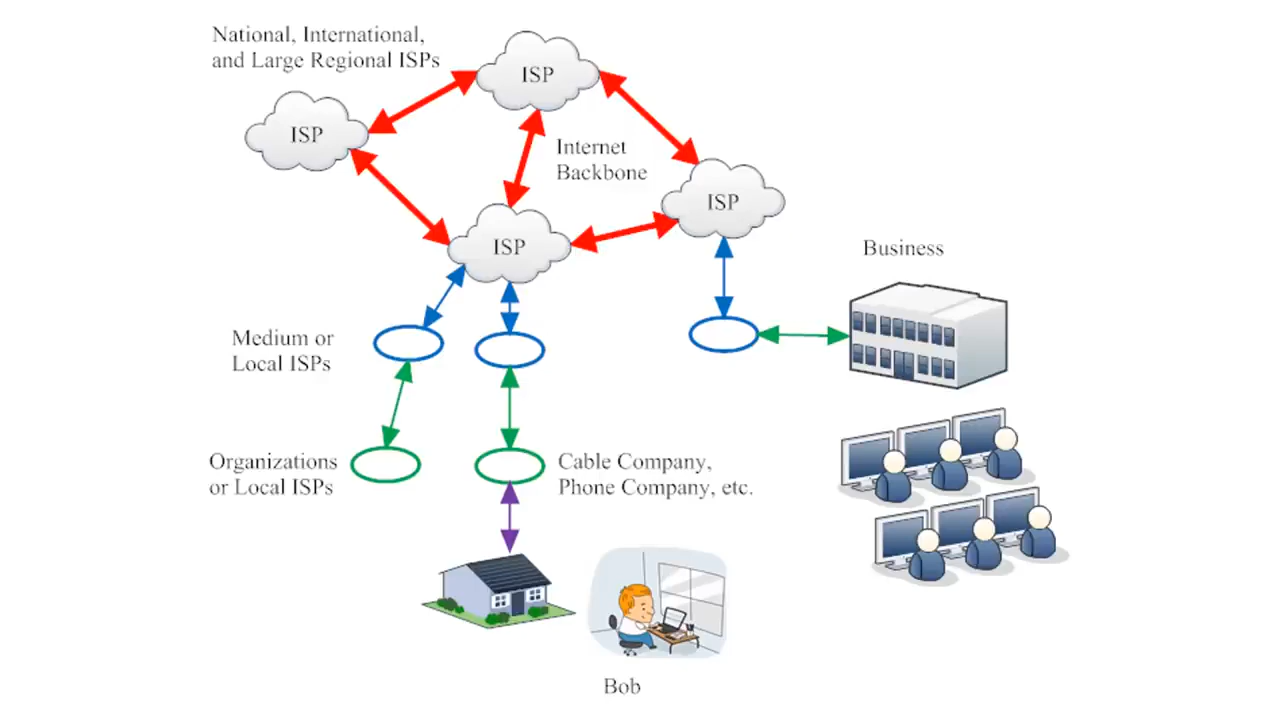 National, International,
and Large Regional ISPs
ISP
ISP
Internet
Backbone
ISP
ISP
Business
Medium or
Local ISPs
Organizations
or Local ISPs
Cable Company,
Phone Company, etc.
Bob